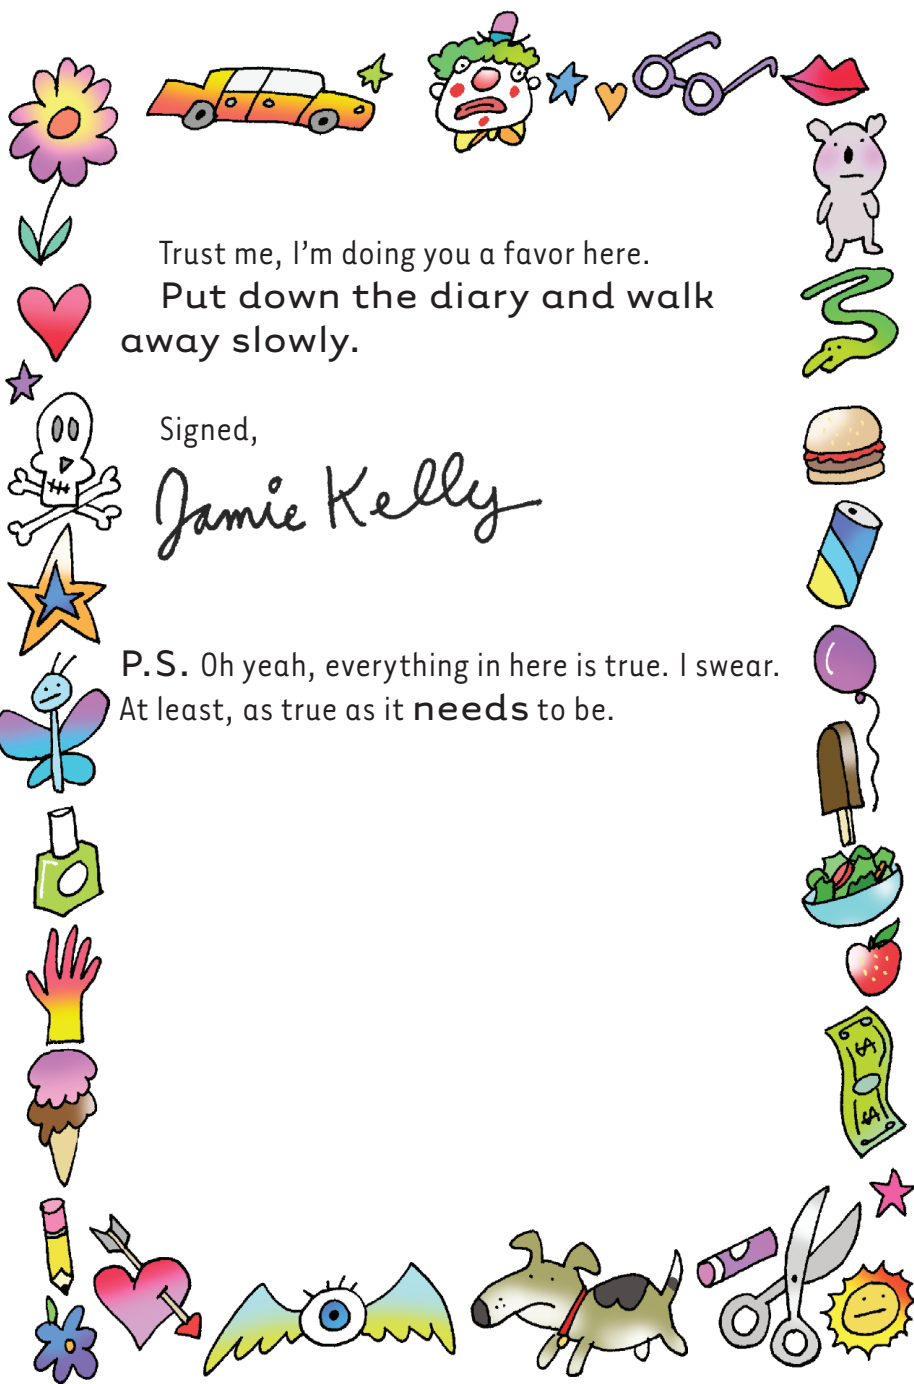 Trust me, I’m doing you a favor here.
Put down the diary and walk
away slowly.
Signed,
Jamie Kelly
P.S. Oh yeah, everything in here is true. I swear.
At least, as true as it needs to be.